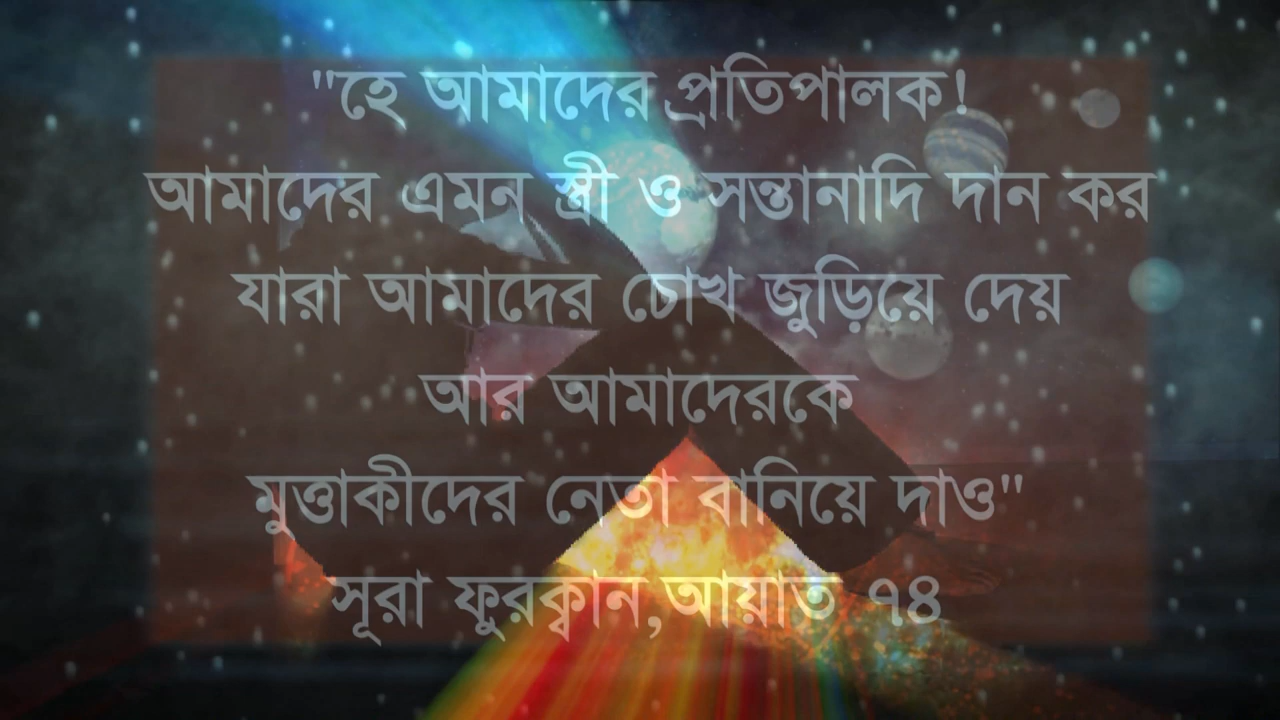 "হে আমাদের প্রতিপালক!
আমাদের এমন স্ত্রী ও সন্তানাদি দান কর
যারা আমাদের চোখ জুড়িয়ে দেয়
আর আমাদেরকে
মুত্তাকীদের নেতা বানিয়ে দাও"
সূরা ফুরক্বান,আয়াত ৭৪